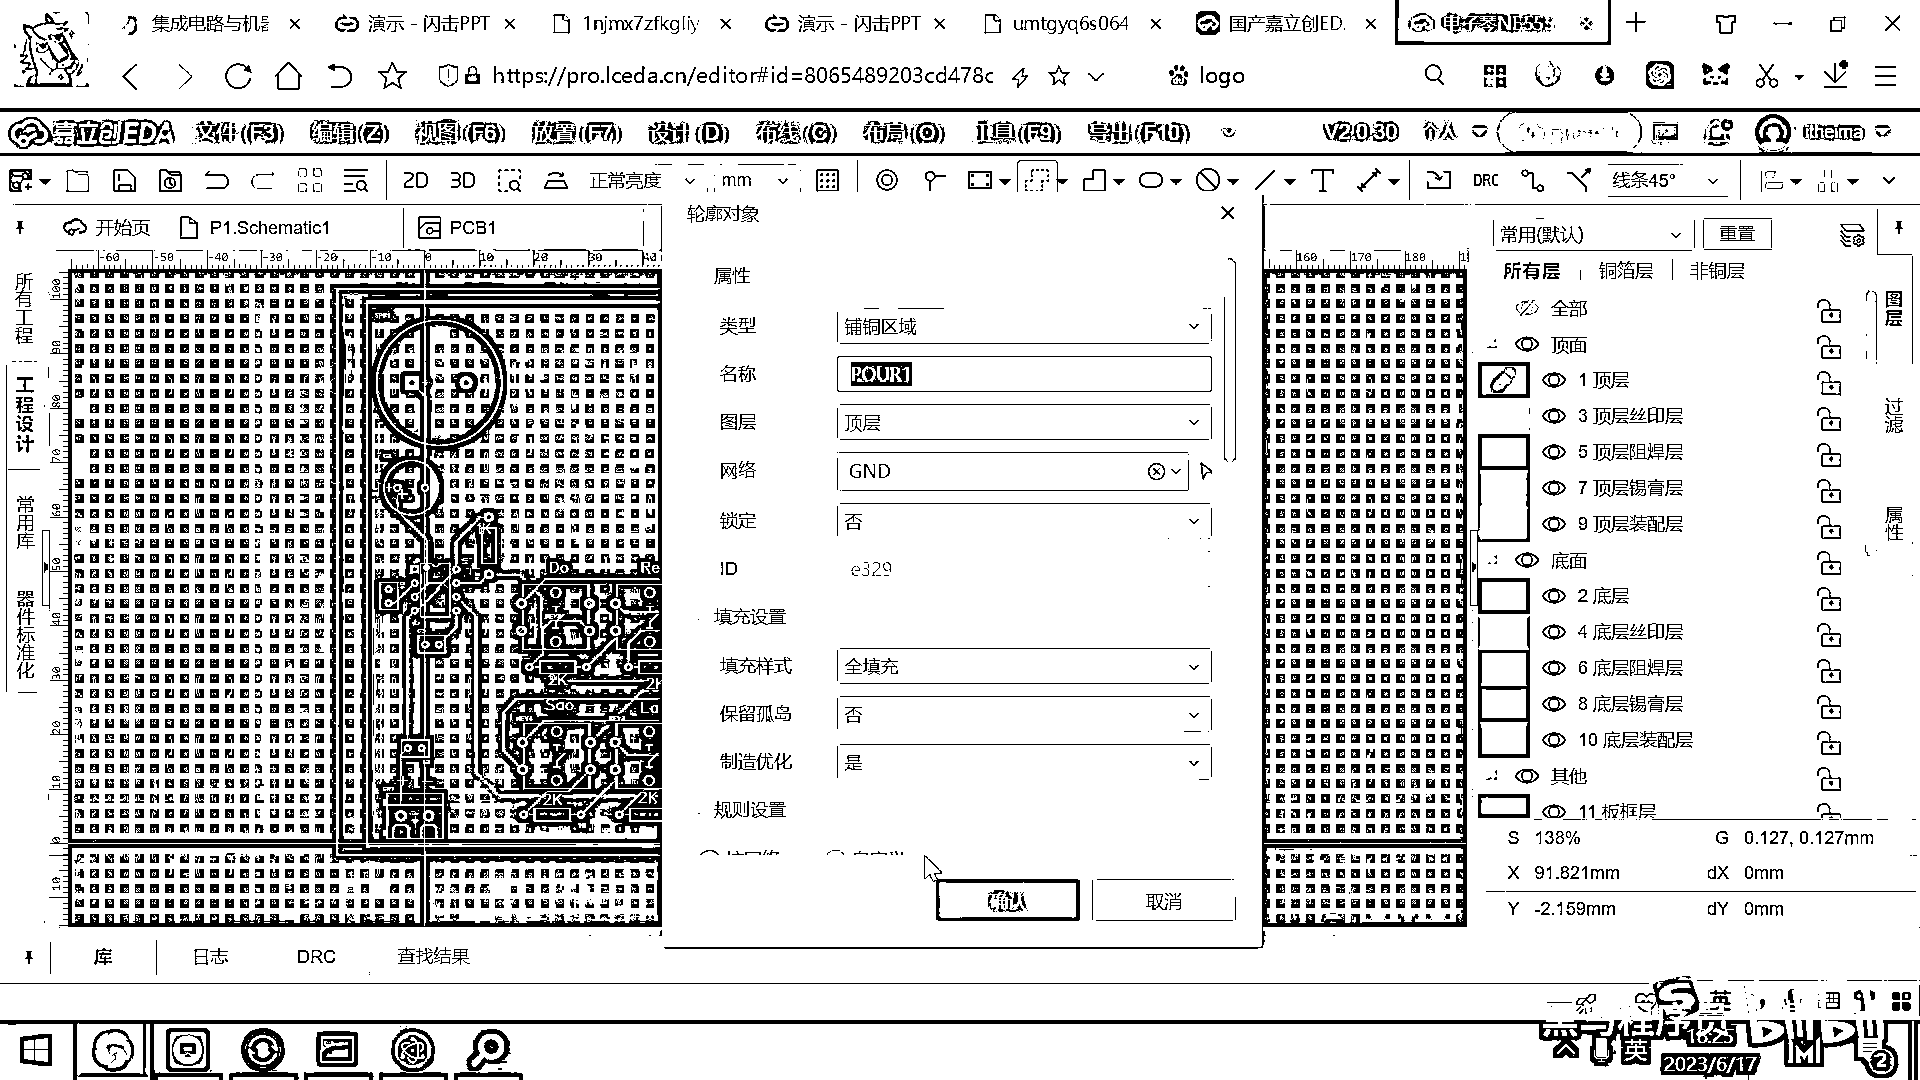 演示 - 闪击PPT
1njmx7zfkgliy
演示 - 闪击PPT
umtgyq6s064
国产嘉立创ED.
https://pro.lceda.cn/editor#id=8065489203cd478c
logo
嘉立创EDA
文件(F3)
编辑(Z)
视图(F6)
放置(F7)
设计(D)
布线(C)
布局(O)
工具(F9)
导出(F10)
V2.0.30
个人
itheima
2D
3D
正常亮度
mm
DRC
线条45°
开始页
P1.Schematic1
PCB1
所有工程
工程设计
常用库
器件标准化
轮廓对象
属性
类型
铺铜区域
名称
POUR1
图层
顶层
网络
GND
锁定
否
ID
e329
填充设置
填充样式
全填充
保留孤岛
否
制造优化
是
规则设置
确认
取消
Do
Re
2K
Sao
La
2K
2K
常用(默认)
重置
所有层
铜箔层
非铜层
全部
顶面
1 顶层
3 顶层丝印层
5 顶层阻焊层
7 顶层锡膏层
9 顶层装配层
底面
2 底层
4 底层丝印层
6 底层阻焊层
8 底层锡膏层
10 底层装配层
其他
11 板框层
图层
过滤
属性
S 138%
G 0.127, 0.127mm
X 91.821mm
dX 0mm
Y -2.159mm
dY 0mm
库
日志
DRC
查找结果
英
英
16:25
2023/6/17
2